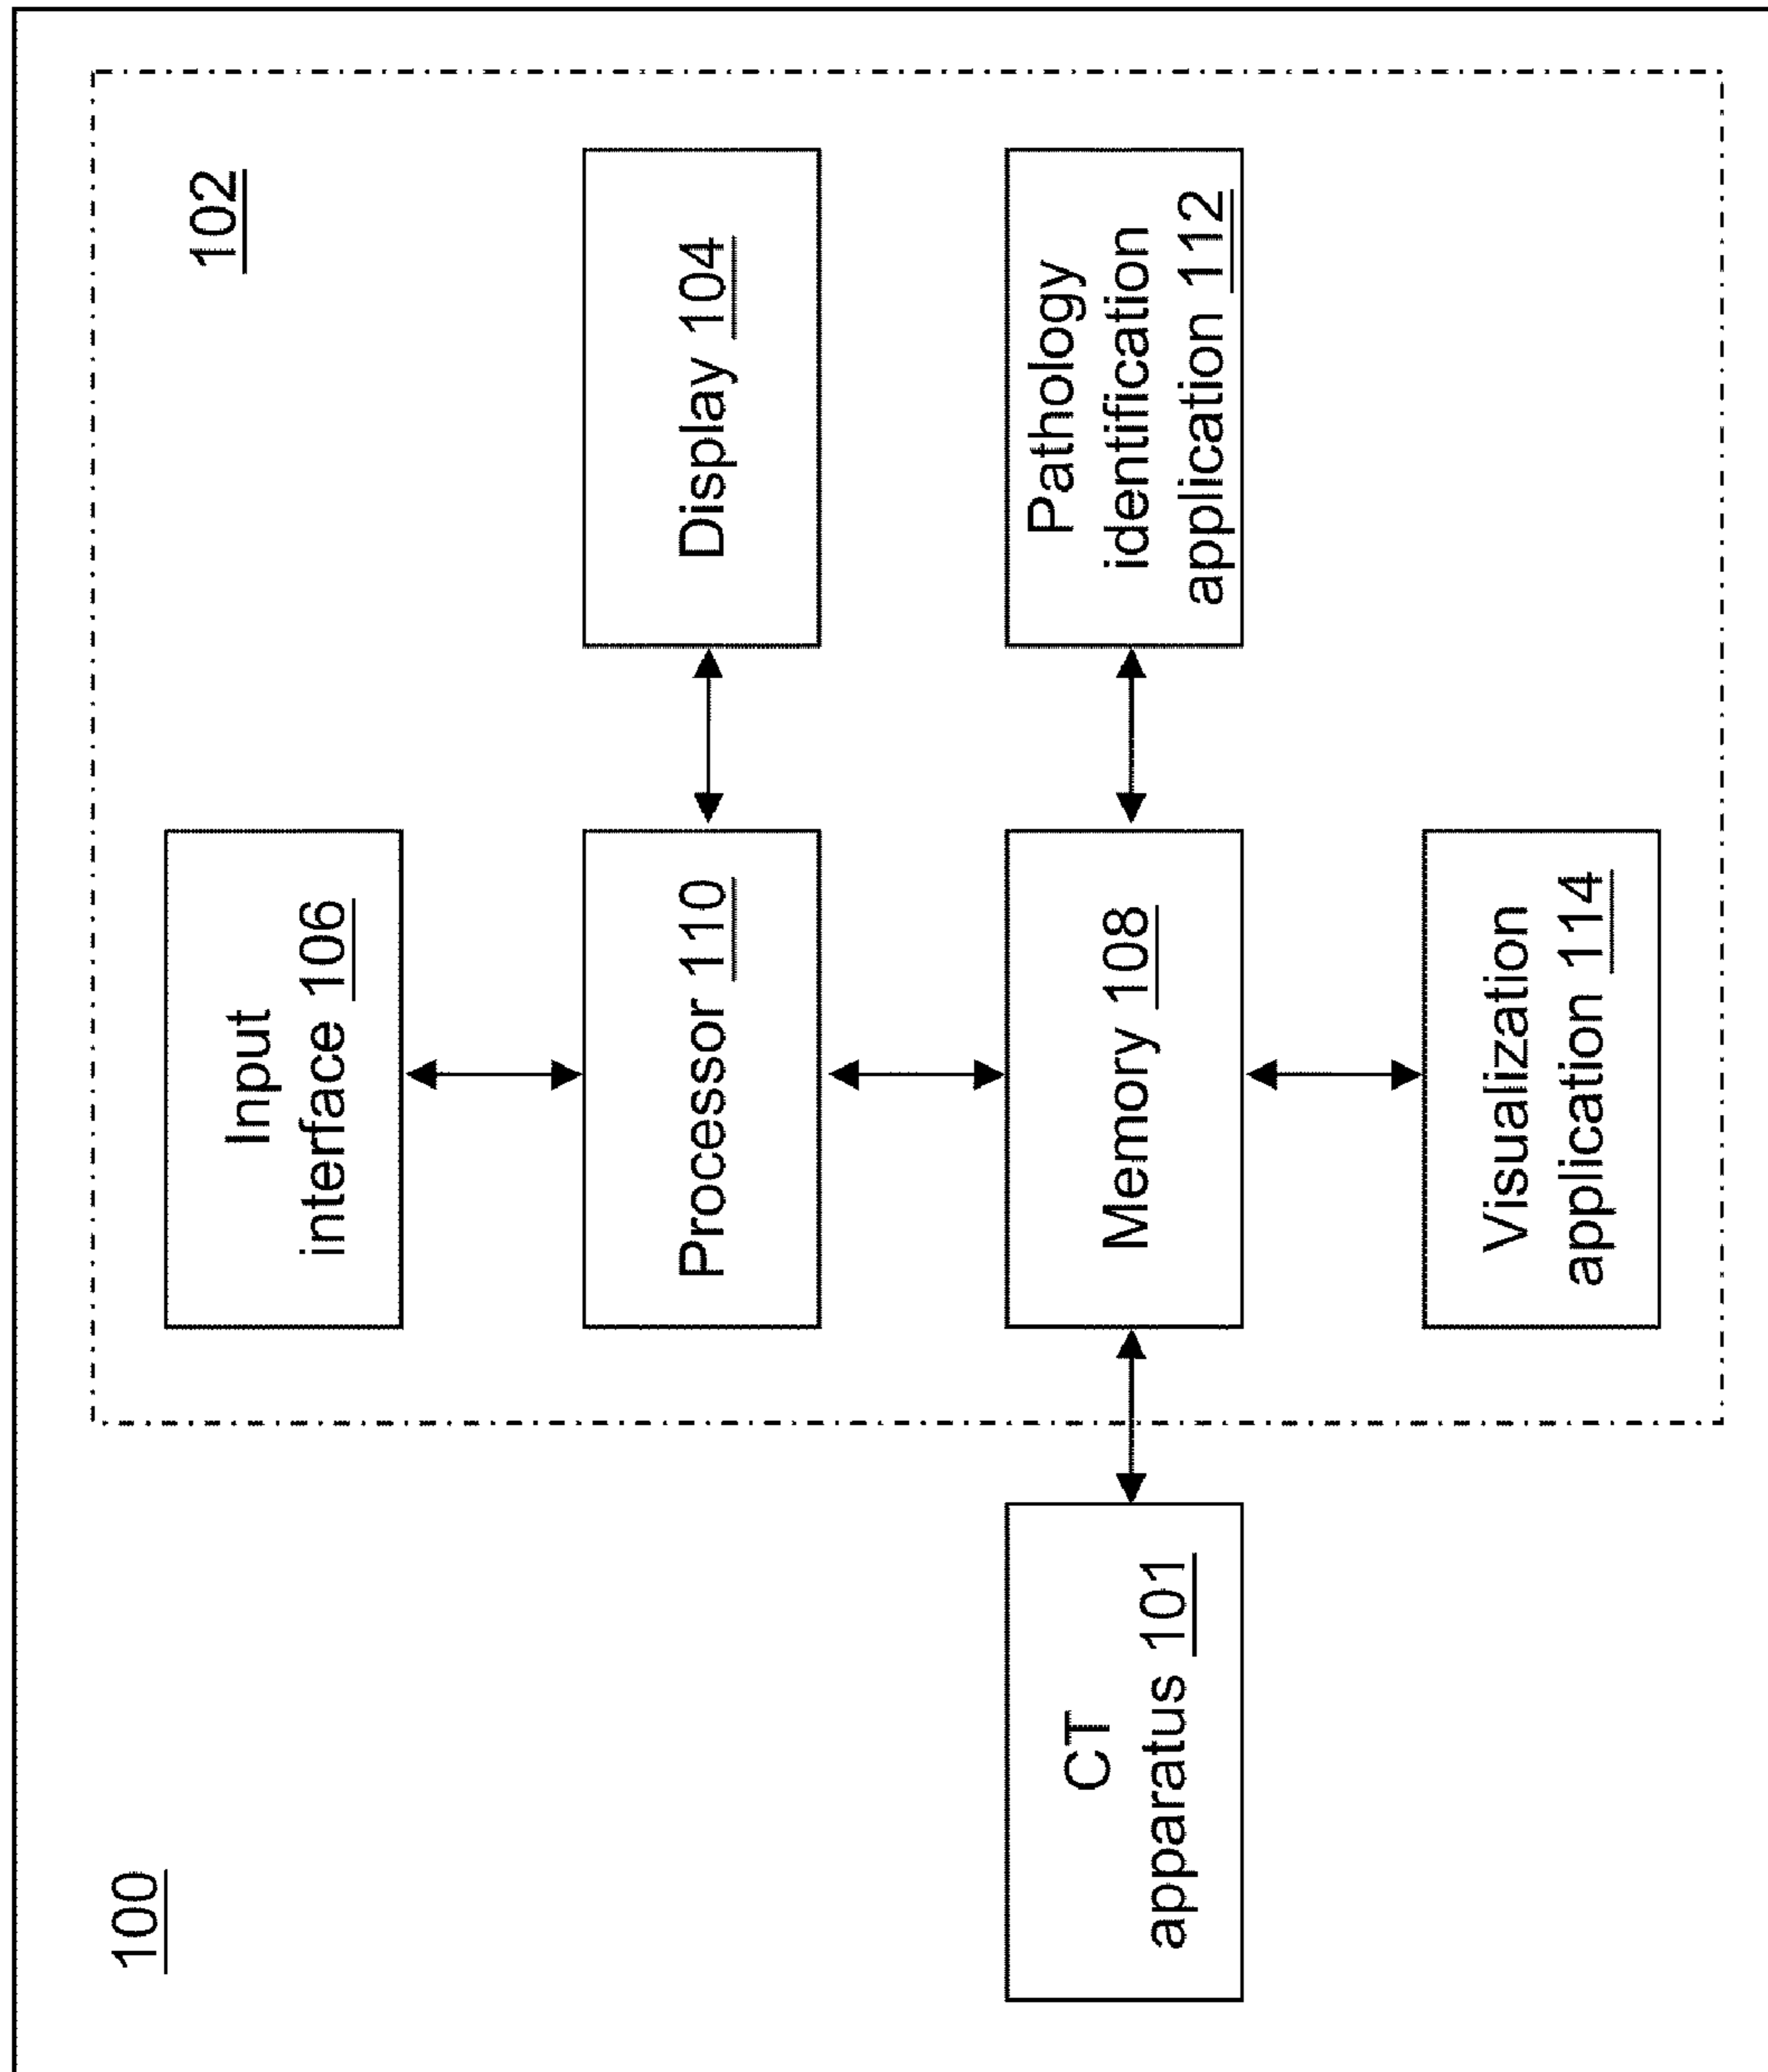 100
102
Input
interface 106
Processor 110
Display 104
CT
apparatus 101
Memory 108
Pathology
identification
application 112
Visualization
application 114